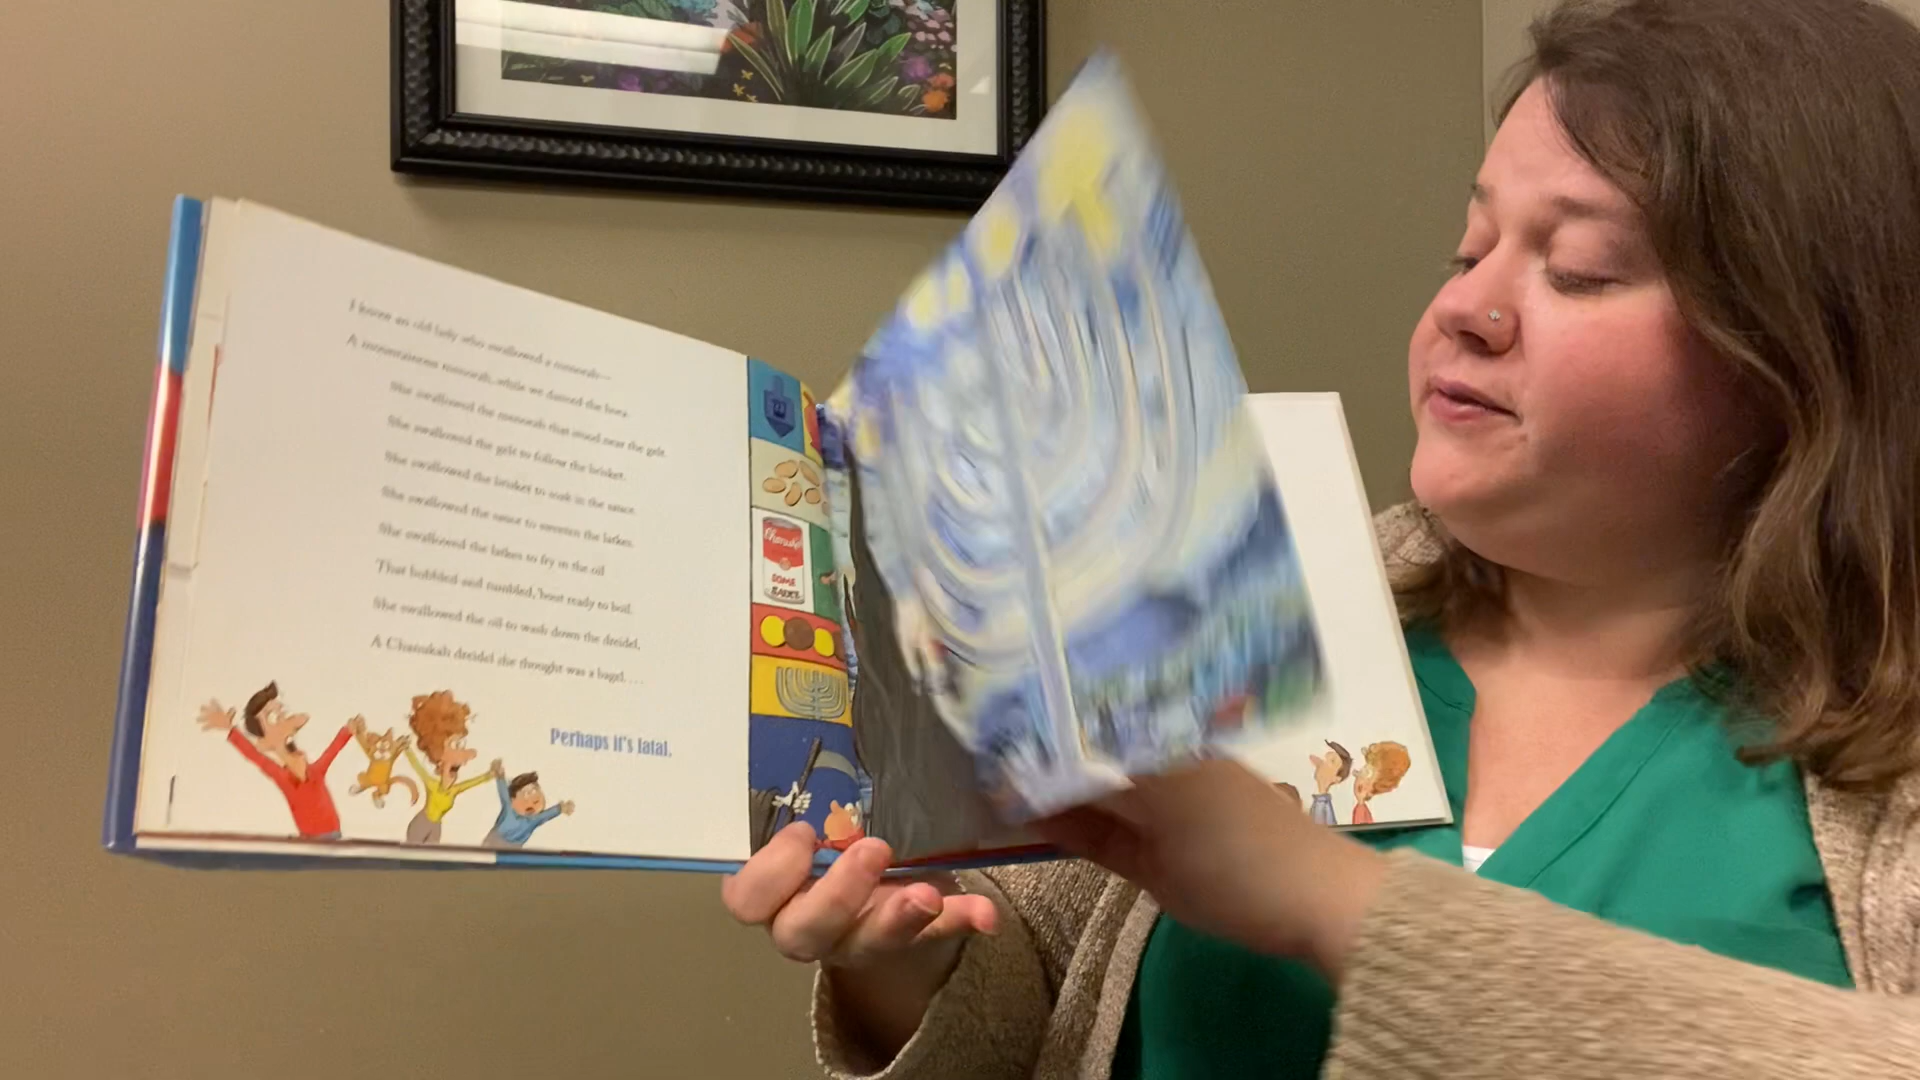 I know an old lady who swallowed a menorah—
A mountainous menorah, while we danced the hora.
She swallowed the menorah that stood near the gelt.
She swallowed the gelt to follow the brisket.
She swallowed the brisket to soak in the sauce.
She swallowed the sauce to sweeten the latkes.
She swallowed the latkes to fry in the oil
That bubbled and rumbled, 'bout ready to boil.
She swallowed the oil to wash down the dreidel,
A Chanukah dreidel she thought was a bagel. . . .
Perhaps it's fatal.
SOME
SAUCE